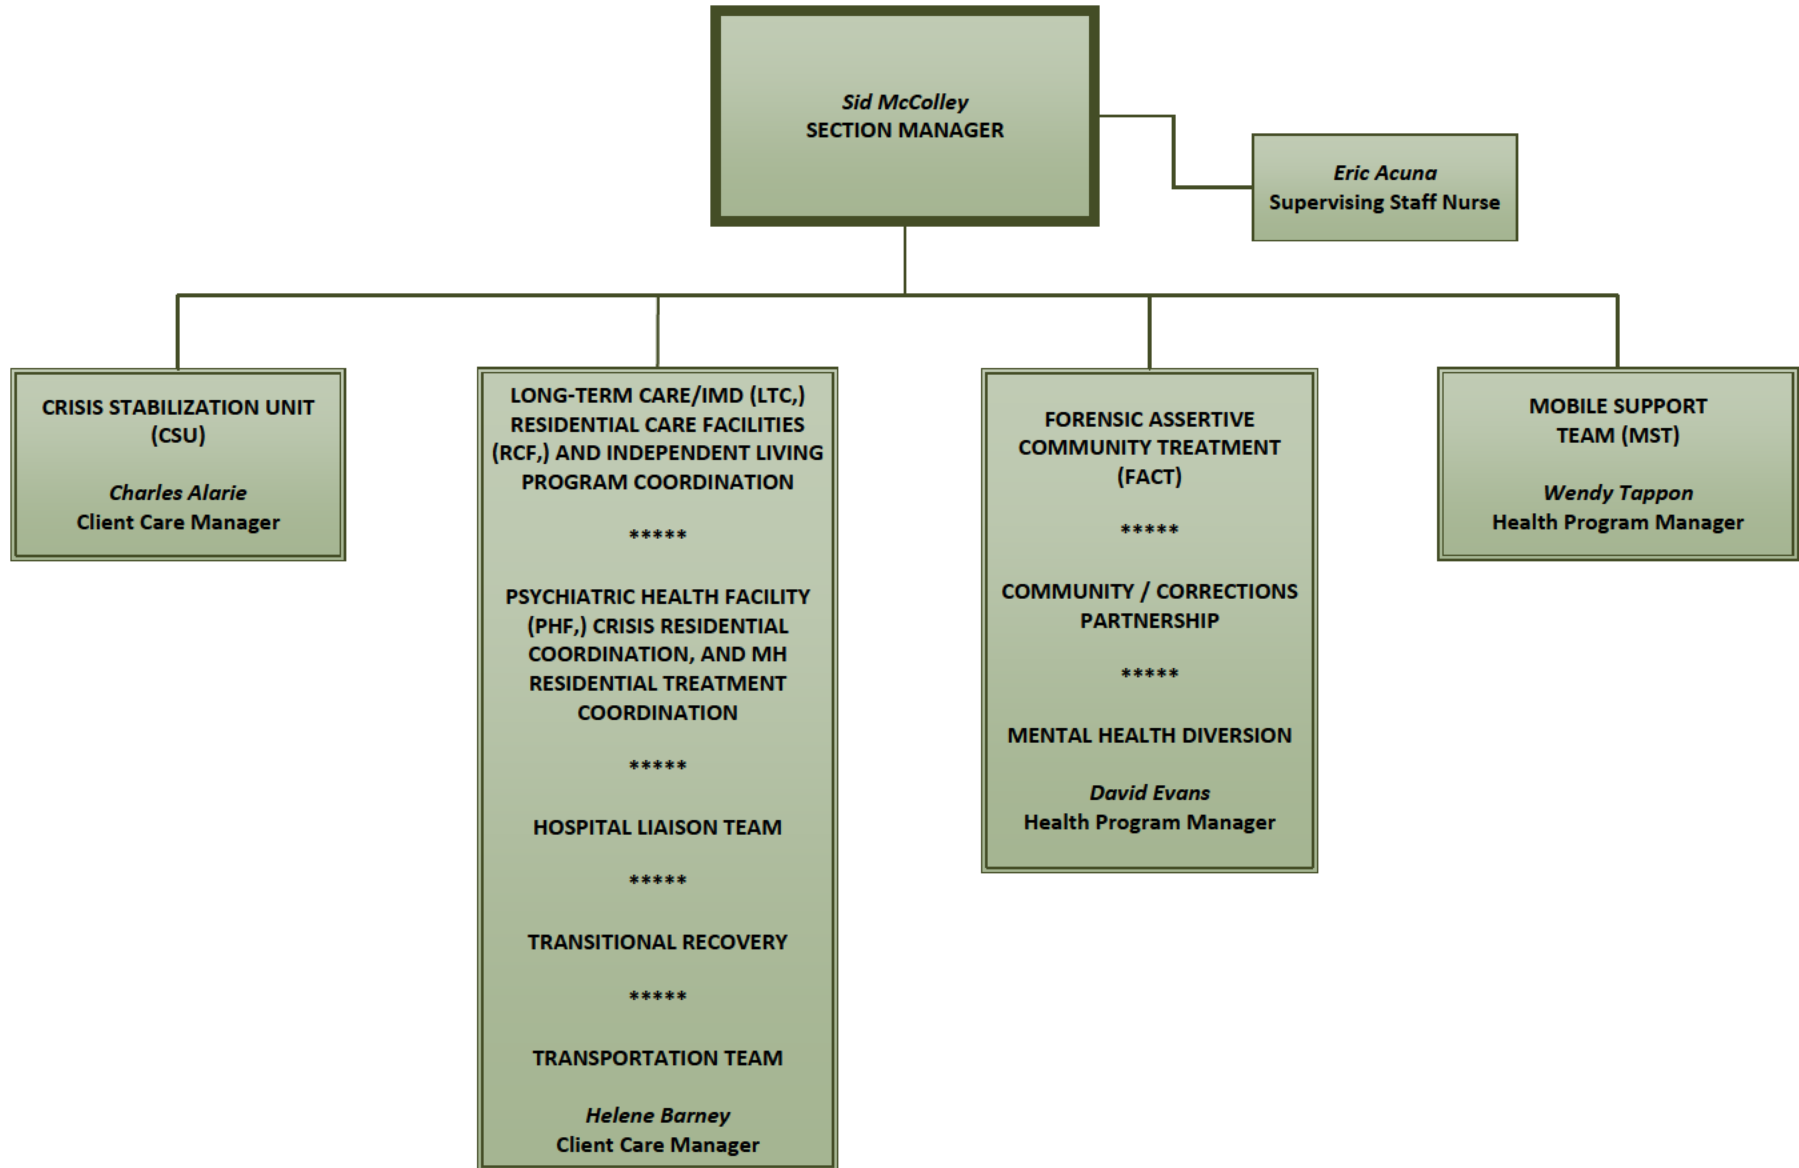 Sid McColley
SECTION MANAGER
Eric Acuna
Supervising Staff Nurse
CRISIS STABILIZATION UNIT
(CSU)
Charles Alarie
Client Care Manager
LONG-TERM CARE/IMD (LTC,)
RESIDENTIAL CARE FACILITIES
(RCF,) AND INDEPENDENT LIVING
PROGRAM COORDINATION
*****
PSYCHIATRIC HEALTH FACILITY
(PHF,) CRISIS RESIDENTIAL
COORDINATION, AND MH
RESIDENTIAL TREATMENT
COORDINATION
*****
HOSPITAL LIAISON TEAM
*****
TRANSITIONAL RECOVERY
*****
TRANSPORTATION TEAM
Helene Barney
Client Care Manager
FORENSIC ASSERTIVE
COMMUNITY TREATMENT
(FACT)
*****
COMMUNITY / CORRECTIONS
PARTNERSHIP
*****
MENTAL HEALTH DIVERSION
David Evans
Health Program Manager
MOBILE SUPPORT
TEAM (MST)
Wendy Tappon
Health Program Manager